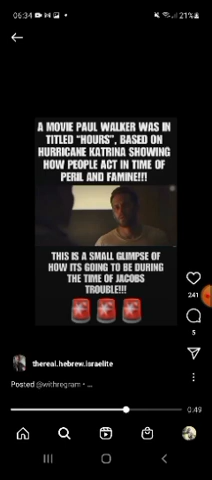 06:34
21%
A MOVIE PAUL WALKER WAS IN
TITLED "HOURS", BASED ON
HURRICANE KATRINA SHOWING
HOW PEOPLE ACT IN TIME OF
PERIL AND FAMINE!!!
THIS IS A SMALL GLIMPSE OF
HOW ITS GOING TO BE DURING
THE TIME OF JACOBS
TROUBLE!!!
241
5
thereal.hebrew.israelite
Posted @withregram • ...
0:49